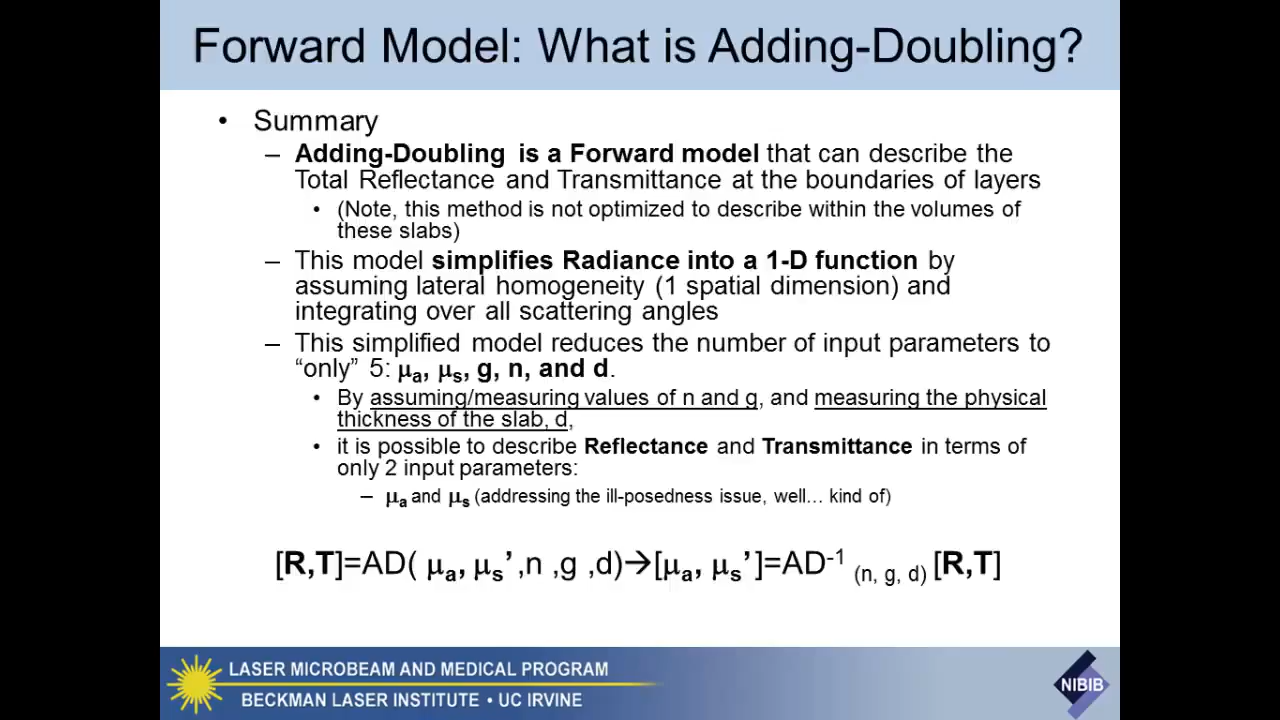 Forward Model: What is Adding-Doubling?
• Summary
– Adding-Doubling is a Forward model that can describe the
Total Reflectance and Transmittance at the boundaries of layers
• (Note, this method is not optimized to describe within the volumes of
these slabs)
– This model simplifies Radiance into a 1-D function by
assuming lateral homogeneity (1 spatial dimension) and
integrating over all scattering angles
– This simplified model reduces the number of input parameters to
“only” 5: μa, μs, g, n, and d.
• By assuming/measuring values of n and g, and measuring the physical
thickness of the slab, d,
• it is possible to describe Reflectance and Transmittance in terms of
only 2 input parameters:
– μa and μs (addressing the ill-posedness issue, well… kind of)
[R,T]=AD( μa, μs’ ,n ,g ,d)→[μa, μs’]=AD-1 (n, g, d) [R,T]
LASER MICROBEAM AND MEDICAL PROGRAM
BECKMAN LASER INSTITUTE • UC IRVINE
NIBIB